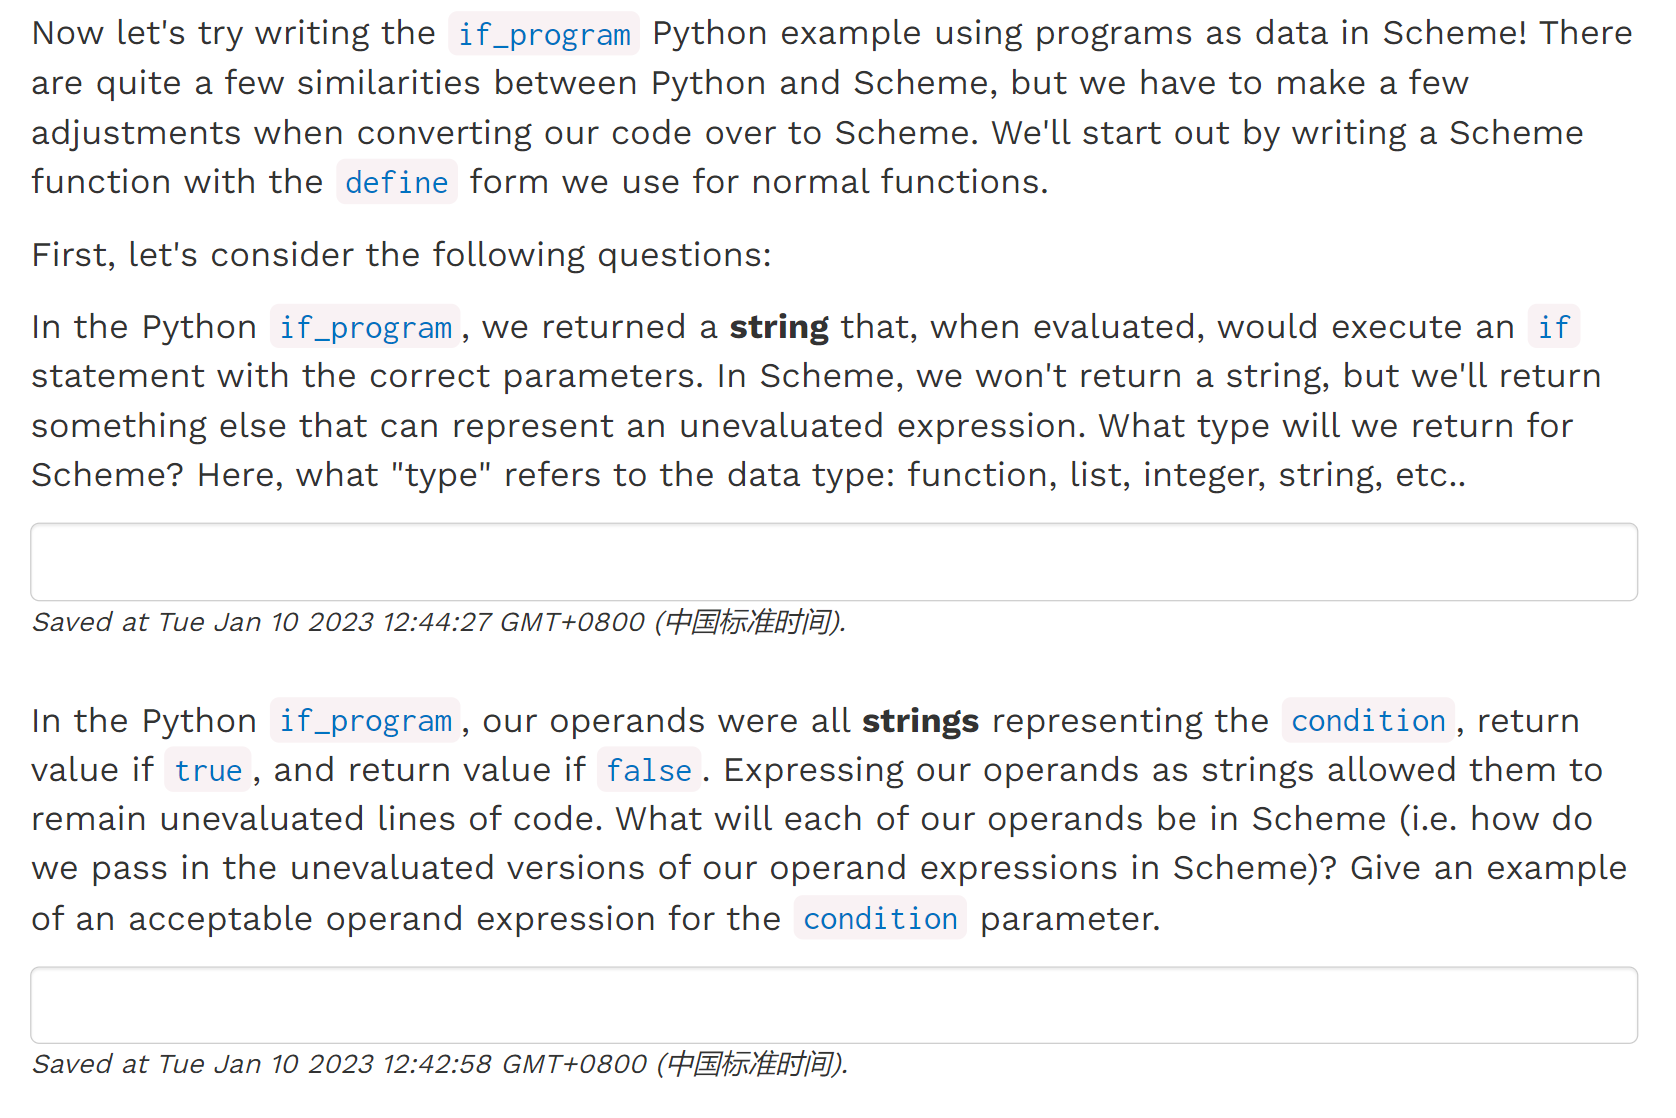 Now let's try writing the if_program Python example using programs as data in Scheme! There
are quite a few similarities between Python and Scheme, but we have to make a few
adjustments when converting our code over to Scheme. We'll start out by writing a Scheme
function with the define form we use for normal functions.
First, let's consider the following questions:
In the Python if_program, we returned a string that, when evaluated, would execute an if
statement with the correct parameters. In Scheme, we won't return a string, but we'll return
something else that can represent an unevaluated expression. What type will we return for
Scheme? Here, what "type" refers to the data type: function, list, integer, string, etc..
Saved at Tue Jan 10 2023 12:44:27 GMT+0800 (中国标准时间).
In the Python if_program, our operands were all strings representing the condition, return
value if true, and return value if false. Expressing our operands as strings allowed them to
remain unevaluated lines of code. What will each of our operands be in Scheme (i.e. how do
we pass in the unevaluated versions of our operand expressions in Scheme)? Give an example
of an acceptable operand expression for the condition parameter.
Saved at Tue Jan 10 2023 12:42:58 GMT+0800 (中国标准时间).